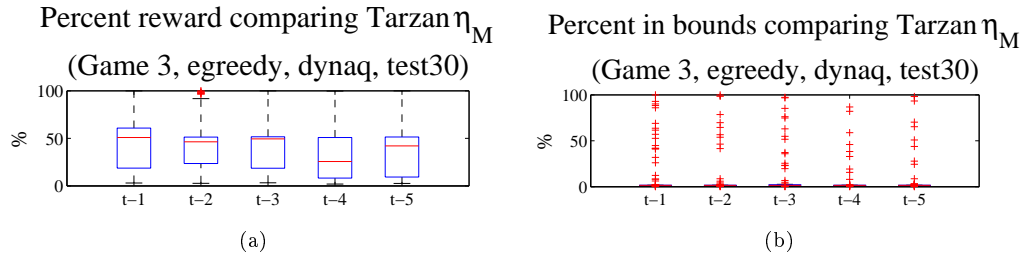 Percent reward comparing Tarzan η_M
(Game 3, egreedy, dynaq, test30)
100
50
0
%
t−1 t−2 t−3 t−4 t−5
(a)
Percent in bounds comparing Tarzan η_M
(Game 3, egreedy, dynaq, test30)
100
50
0
%
t−1 t−2 t−3 t−4 t−5
(b)